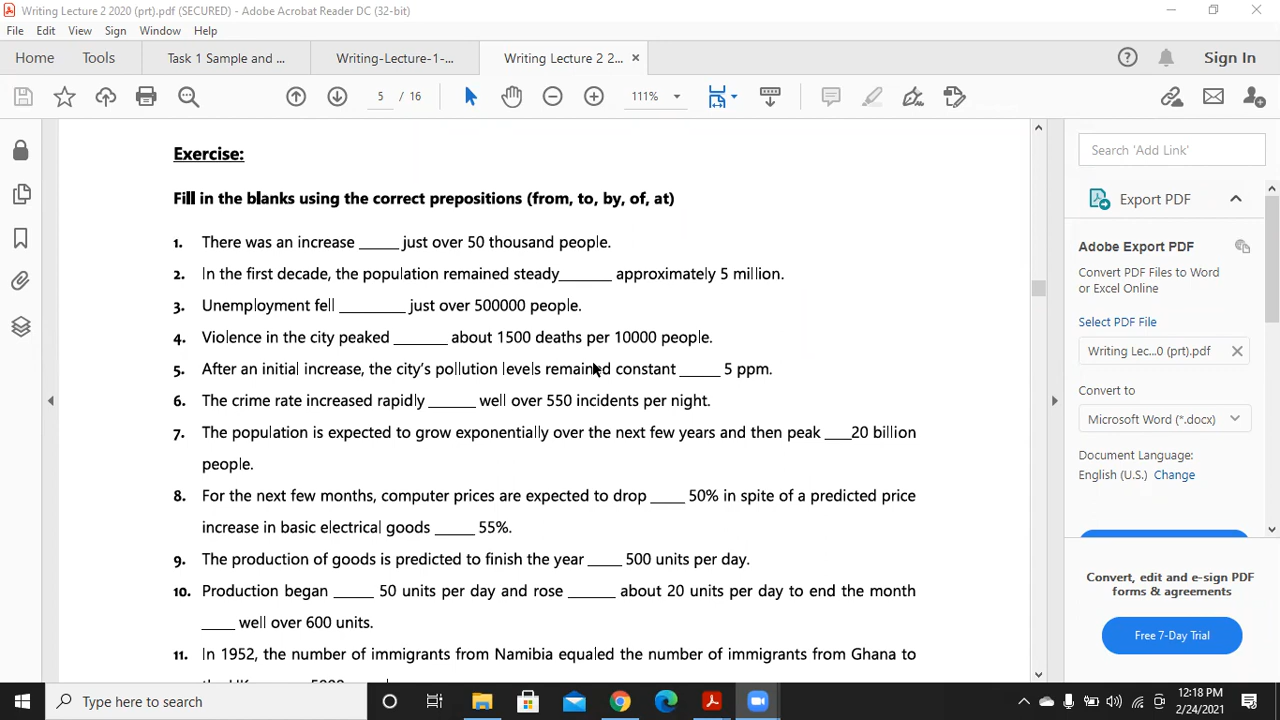 Writing Lecture 2 2020 (prt).pdf (SECURED) - Adobe Acrobat Reader DC (32-bit)
File Edit View Sign Window Help
Home Tools Task 1 Sample and ... Writing-Lecture-1-... Writing Lecture 2 2... × Sign In
5 / 16 111%
Exercise:
Fill in the blanks using the correct prepositions (from, to, by, of, at)
1. There was an increase _____ just over 50 thousand people.
2. In the first decade, the population remained steady_______ approximately 5 million.
3. Unemployment fell _________ just over 500000 people.
4. Violence in the city peaked _______ about 1500 deaths per 10000 people.
5. After an initial increase, the city's pollution levels remained constant _____ 5 ppm.
6. The crime rate increased rapidly ______ well over 550 incidents per night.
7. The population is expected to grow exponentially over the next few years and then peak ____20 billion
people.
8. For the next few months, computer prices are expected to drop ____ 50% in spite of a predicted price
increase in basic electrical goods _____ 55%.
9. The production of goods is predicted to finish the year ____ 500 units per day.
10. Production began _____ 50 units per day and rose ______ about 20 units per day to end the month
____ well over 600 units.
11. In 1952, the number of immigrants from Namibia equaled the number of immigrants from Ghana to
Search 'Add Link'
Export PDF
Adobe Export PDF
Convert PDF Files to Word
or Excel Online
Select PDF File
Writing Lec...0 (prt).pdf ×
Convert to
Microsoft Word (*.docx)
Document Language:
English (U.S.) Change
Convert, edit and e-sign PDF
forms & agreements
Free 7-Day Trial
Type here to search
12:18 PM
2/24/2021